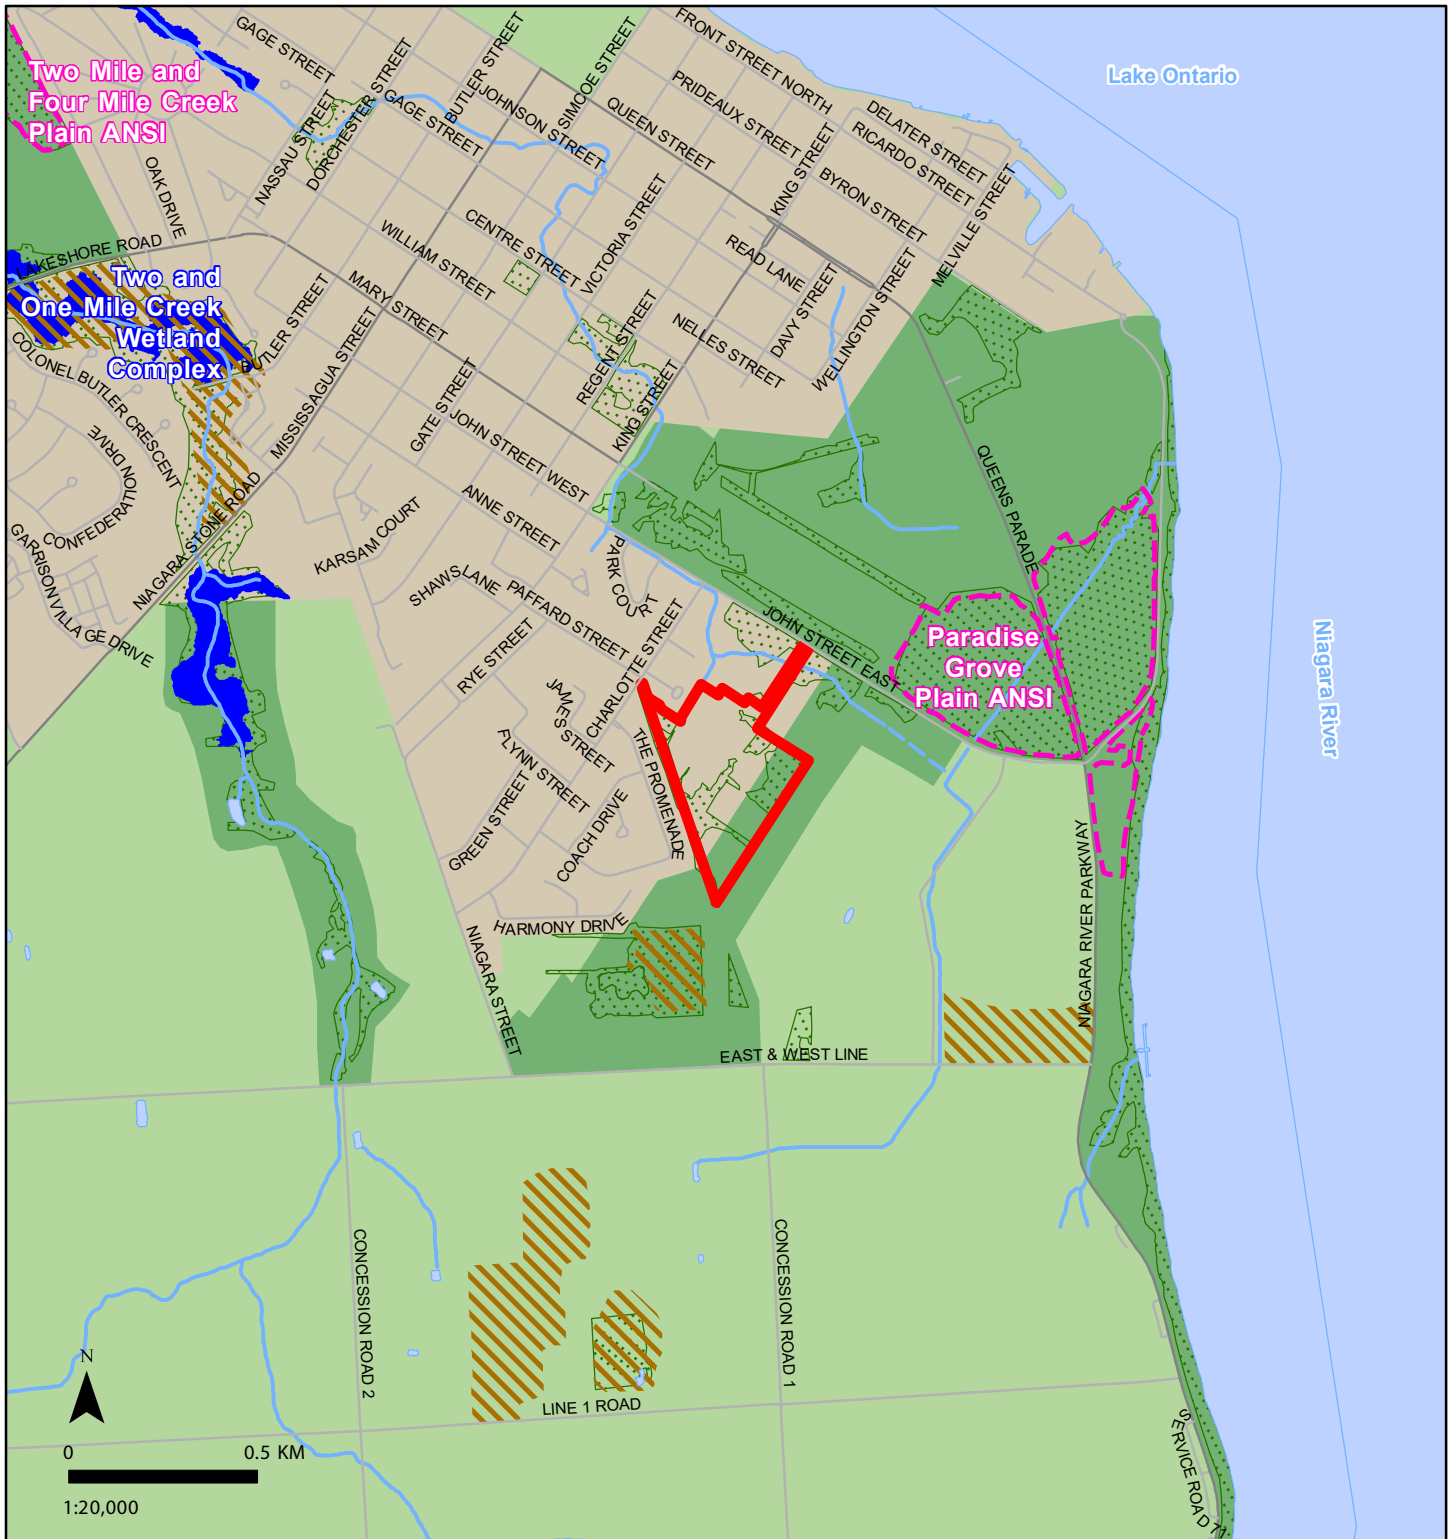 GAGE STREET
BUTLER STREET
SIMCOE STREET
FRONT STREET NORTH
Lake Ontario
Two Mile and
Four Mile Creek
Plain ANSI
DORCHESTER STREET
NASSAU STREET
GAGE STREET
JOHNSON STREET
QUEEN STREET
PRIDEAUX STREET
DELATER STREET
RICARDO STREET
KING STREET
BYRON STREET
MELVILLE STREET
OAK DRIVE
LAKESHORE ROAD
WILLIAM STREET
CENTRE STREET
VICTORIA STREET
READ LANE
DAVY STREET
WELLINGTON STREET
Two and
One Mile Creek
Wetland
Complex
BUTLER STREET
MARY STREET
MISSISSAGUA STREET
REGENT STREET
NELLES STREET
KING STREET
COLONEL BUTLER CRESCENT
CONFEDERATION DRIVE
GATE STREET
JOHN STREET WEST
QUEENS PARADE
NIAGARA STONE ROAD
GARRISON VILLAGE DRIVE
KARSAM COURT
ANNE STREET
PARK COURT
SHAWS LANE
PAFFARD STREET
CHARLOTTE STREET
JOHN STREET EAST
Paradise
Grove
Plain ANSI
Niagara River
RYE STREET
JAMES STREET
FLYNN STREET
THE PROMENADE
GREEN STREET
COACH DRIVE
NIAGARA RIVER PARKWAY
HARMONY DRIVE
NIAGARA STREET
EAST & WEST LINE
CONCESSION ROAD 2
CONCESSION ROAD 1
LINE 1 ROAD
SERVICE ROAD 71
N
0 0.5 KM
1:20,000